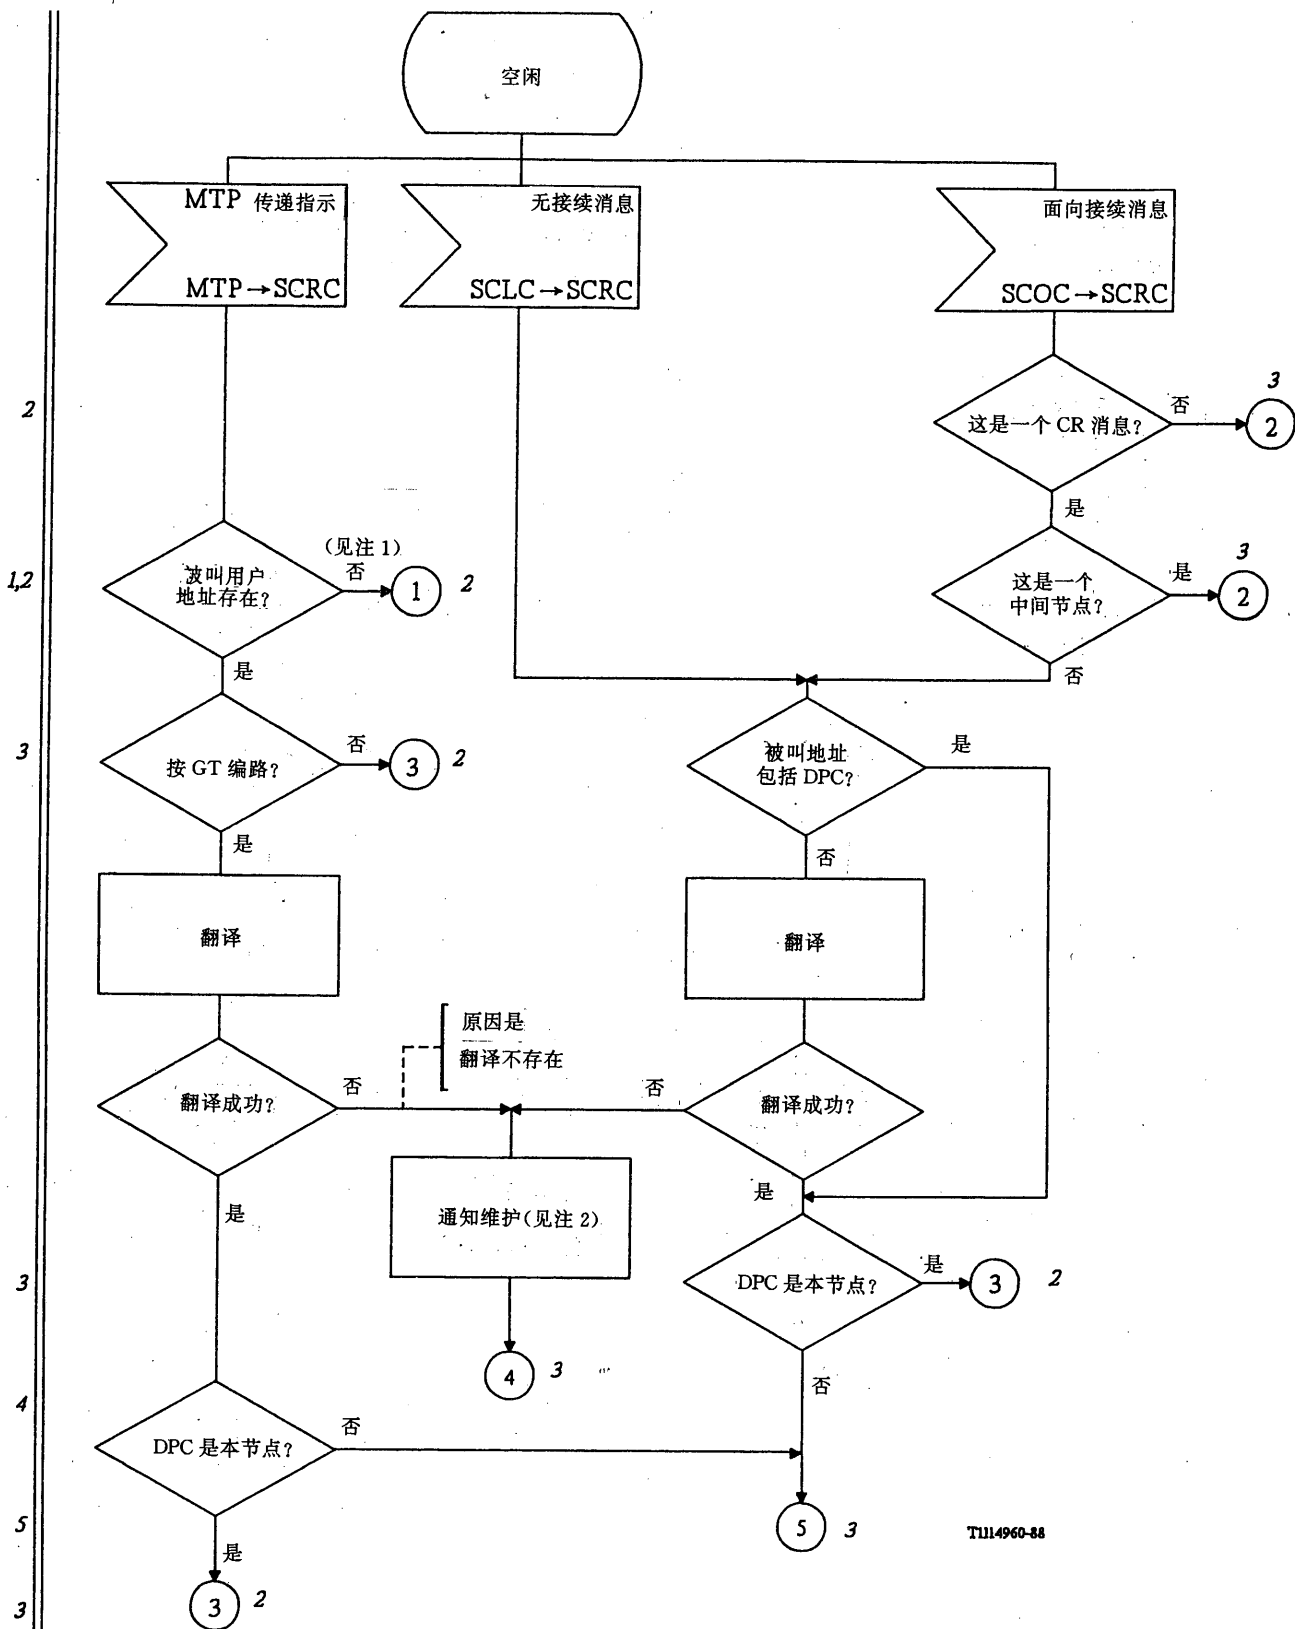 空闲
MTP 传递指示
MTP→SCRC
无接续消息
SCLC→SCRC
面向接续消息
SCOC→SCRC
2
这是一个 CR 消息?
否
3
2
是
1,2
被叫用户
地址存在?
(见注 1)
否
1
2
这是一个
中间节点?
是
3
2
是
否
3
按 GT 编路?
否
3
2
被叫地址
包括 DPC?
是
是
否
翻译
翻译
原因是
翻译不存在
翻译成功?
否
否
翻译成功?
是
通知维护(见注 2)
是
3
DPC 是本节点?
是
3
2
4
3
否
4
DPC 是本节点?
否
5
3
T1114960-88
5
是
3
2
3